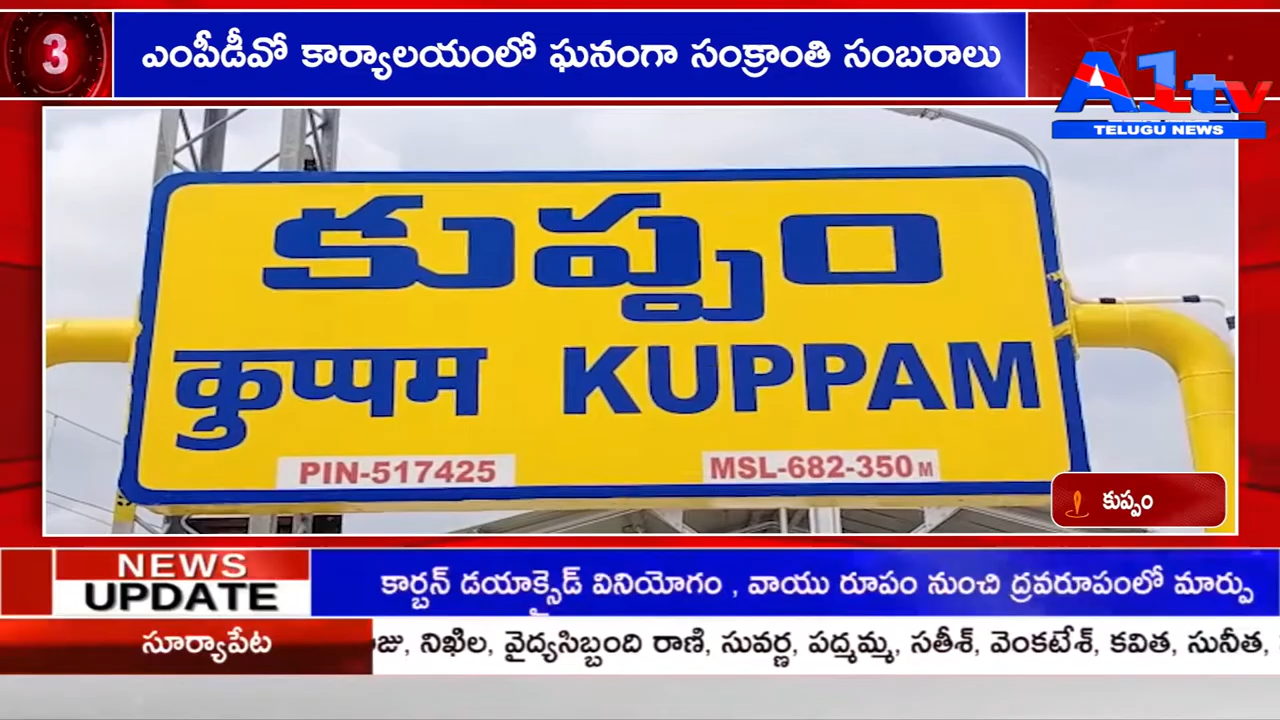 3
ఎంపీడీవో కార్యాలయంలో ఘనంగా సంక్రాంతి సంబరాలు
A1tv
TELUGU NEWS
కుప్పం
कुप्पम KUPPAM
PIN-517425 MSL-682-350 M
కుప్పం
NEWS
UPDATE
కార్బన్ డయాక్సైడ్ వినియోగం , వాయు రూపం నుంచి ద్రవరూపంలో మార్పు
సూర్యాపేట
నిఖిల, వైద్యసిబ్బంది రాణి, సువర్ణ, పద్మమ్మ, సతీశ్, వెంకటేశ్, కవిత, సునీత,